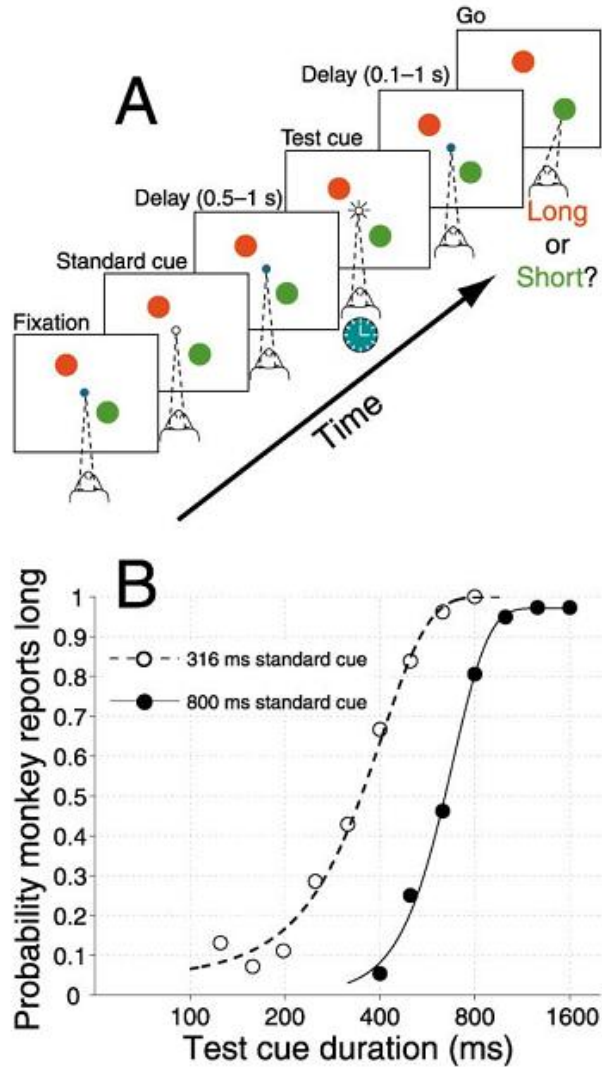 A
Go
Delay (0.1–1 s)
Test cue
Delay (0.5–1 s)
Standard cue
Fixation
Long
or
Short?
Time
B
Probability monkey reports long
1
0.9
0.8
0.7
0.6
0.5
0.4
0.3
0.2
0.1
0
316 ms standard cue
800 ms standard cue
100 200 400 800 1600
Test cue duration (ms)